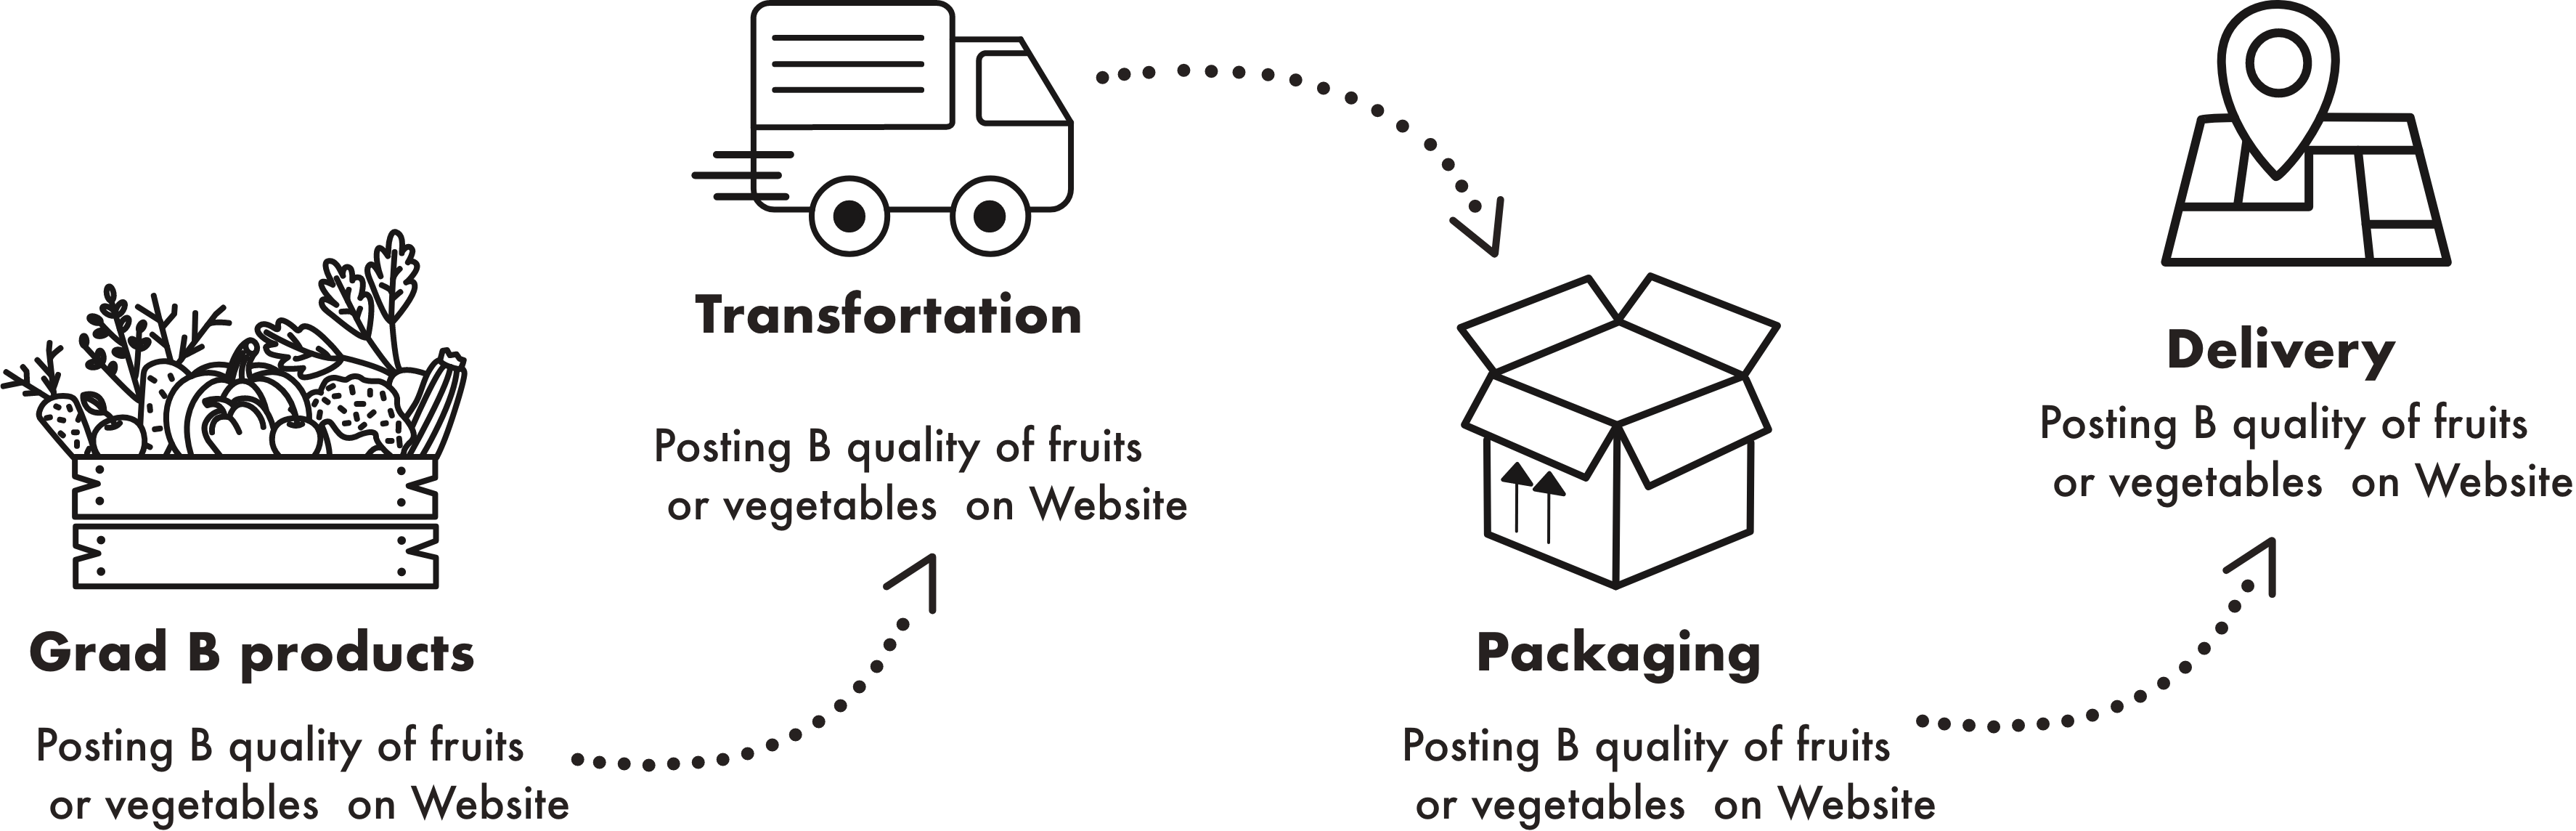 Grad B products
Posting B quality of fruits
or vegetables on Website
Transfortation
Posting B quality of fruits
or vegetables on Website
Packaging
Posting B quality of fruits
or vegetables on Website
Delivery
Posting B quality of fruits
or vegetables on Website